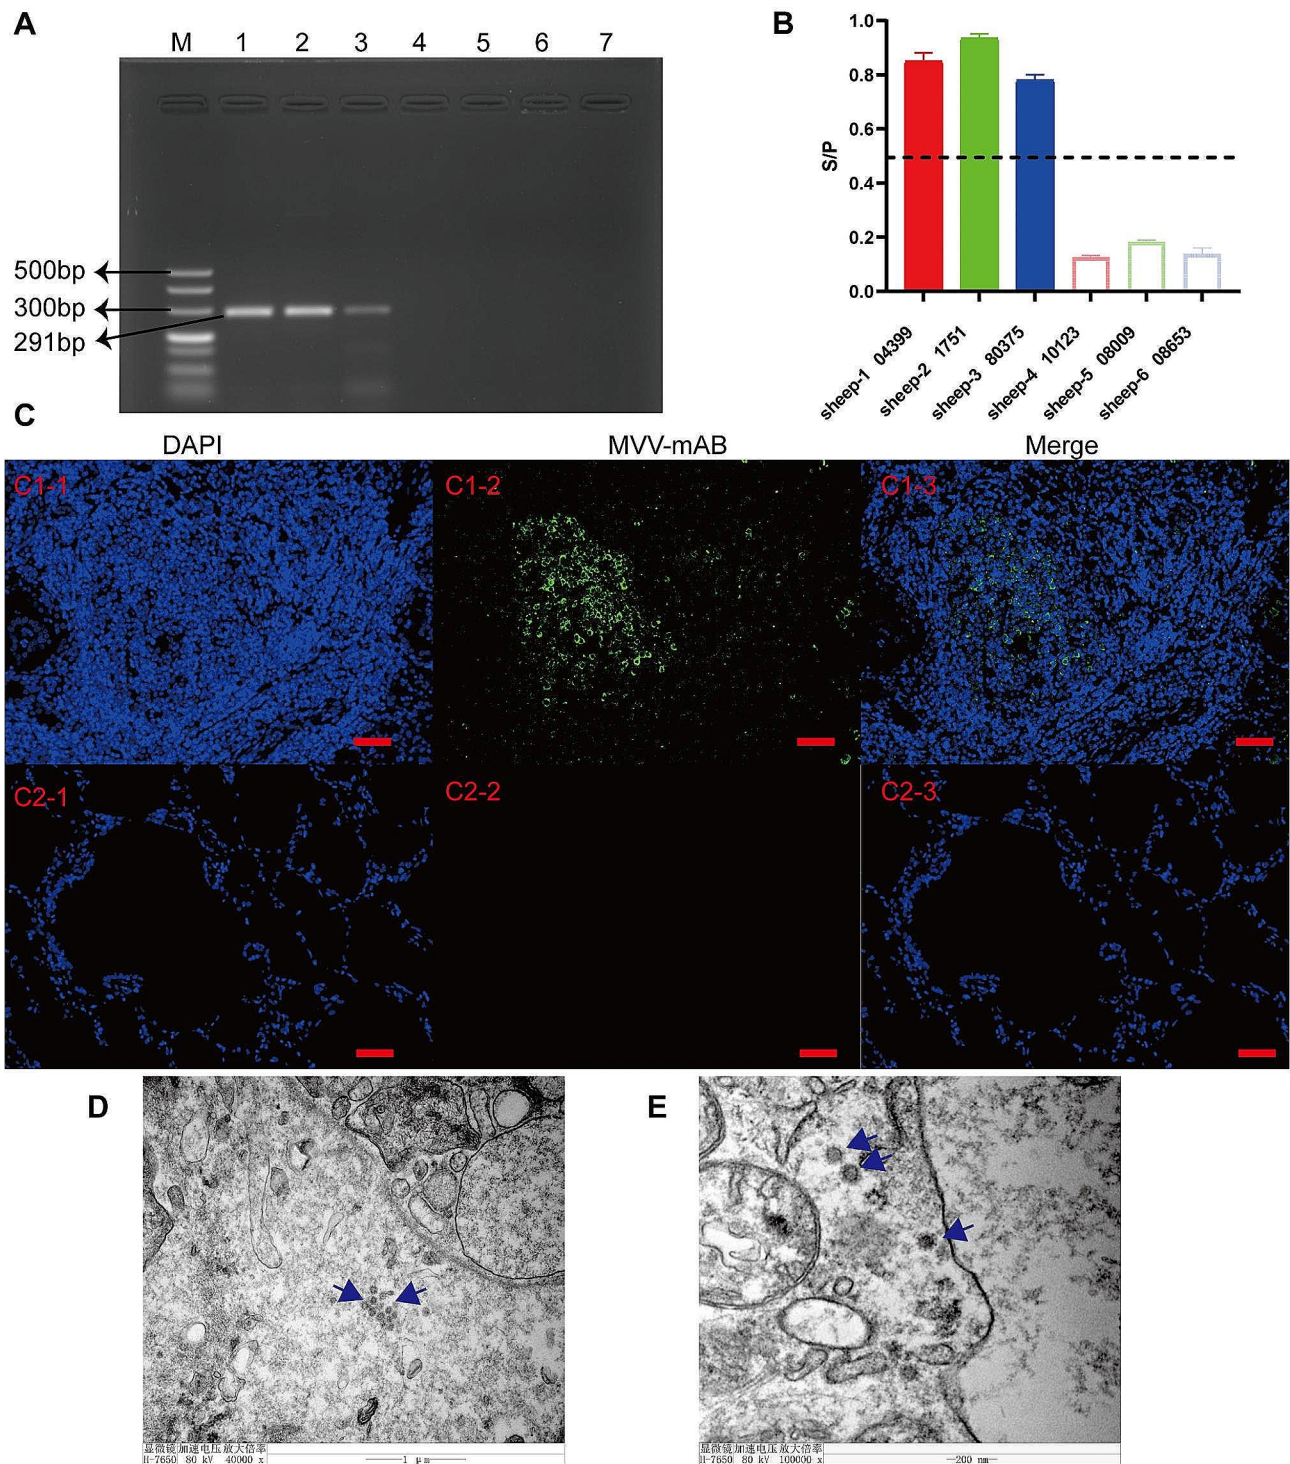 A
M 1 2 3 4 5 6 7
500bp
300bp
291bp
B
1.0
0.8
0.6
0.4
0.2
0.0
S/P
sheep-1 04399
sheep-2 1751
sheep-3 80375
sheep-4 10123
sheep-5 08009
sheep-6 08653
C
DAPI MVV-mAB Merge
C1-1 C1-2 C1-3
C2-1 C2-2 C2-3
D
显微镜 加速电压 放大倍率
H-7650 80 kV 40000 x 1 μm
E
显微镜 加速电压 放大倍率
H-7650 80 kV 100000 x 200 nm